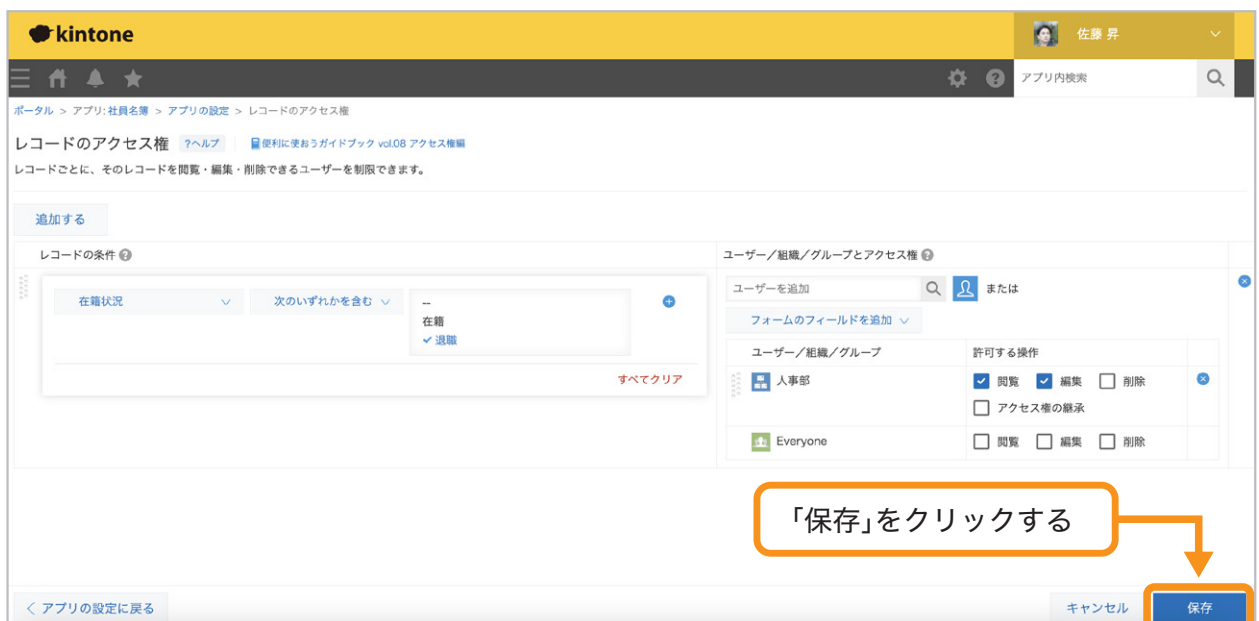 kintone
佐藤 昇
アプリ内検索
ポータル > アプリ: 社員名簿 > アプリの設定 > レコードのアクセス権
レコードのアクセス権 ?ヘルプ 便利に使おうガイドブック vol.08 アクセス権編
レコードごとに、そのレコードを閲覧・編集・削除できるユーザーを制限できます。
追加する
レコードの条件 ?
在籍状況 次のいずれかを含む
--
在籍
退職
すべてクリア
ユーザー／組織／グループとアクセス権 ?
ユーザーを追加 または
フォームのフィールドを追加
ユーザー／組織／グループ 許可する操作
人事部 閲覧 編集 削除
アクセス権の継承
Everyone 閲覧 編集 削除
「保存」をクリックする
アプリの設定に戻る
キャンセル 保存